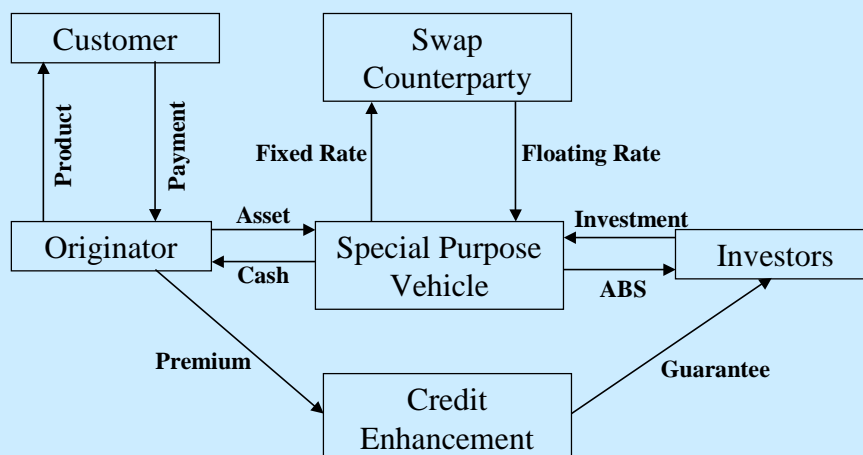 Customer
Swap
Counterparty
Product
Payment
Fixed Rate
Floating Rate
Asset
Investment
Originator
Special Purpose
Vehicle
Investors
Cash
ABS
Premium
Guarantee
Credit
Enhancement